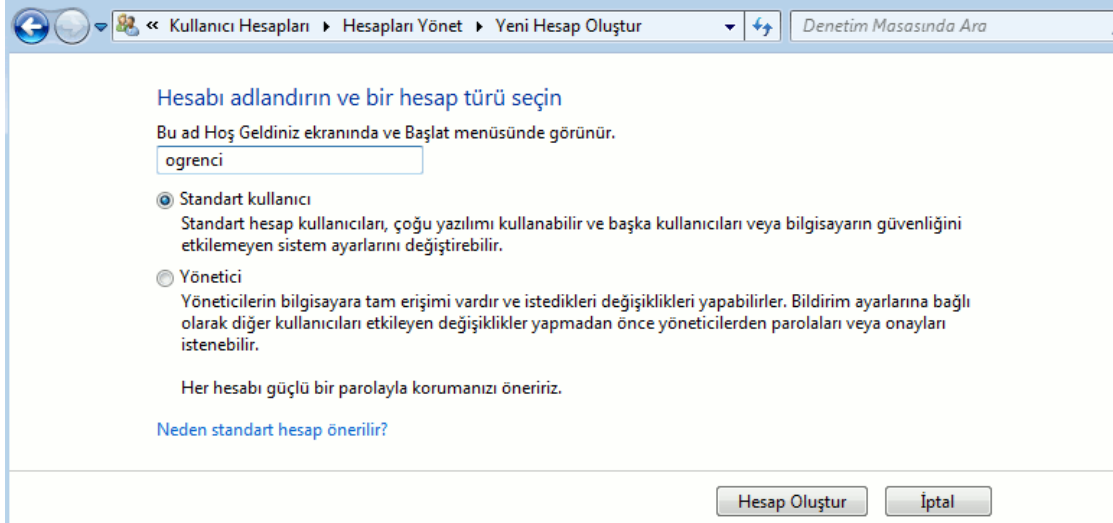 « Kullanıcı Hesapları ▸ Hesapları Yönet ▸ Yeni Hesap Oluştur
Denetim Masasında Ara
Hesabı adlandırın ve bir hesap türü seçin
Bu ad Hoş Geldiniz ekranında ve Başlat menüsünde görünür.
ogrenci
Standart kullanıcı
Standart hesap kullanıcıları, çoğu yazılımı kullanabilir ve başka kullanıcıları veya bilgisayarın güvenliğini
etkilemeyen sistem ayarlarını değiştirebilir.
Yönetici
Yöneticilerin bilgisayara tam erişimi vardır ve istedikleri değişiklikleri yapabilirler. Bildirim ayarlarına bağlı
olarak diğer kullanıcıları etkileyen değişiklikler yapmadan önce yöneticilerden parolaları veya onayları
istenebilir.
Her hesabı güçlü bir parolayla korumanızı öneririz.
Neden standart hesap önerilir?
Hesap Oluştur
İptal